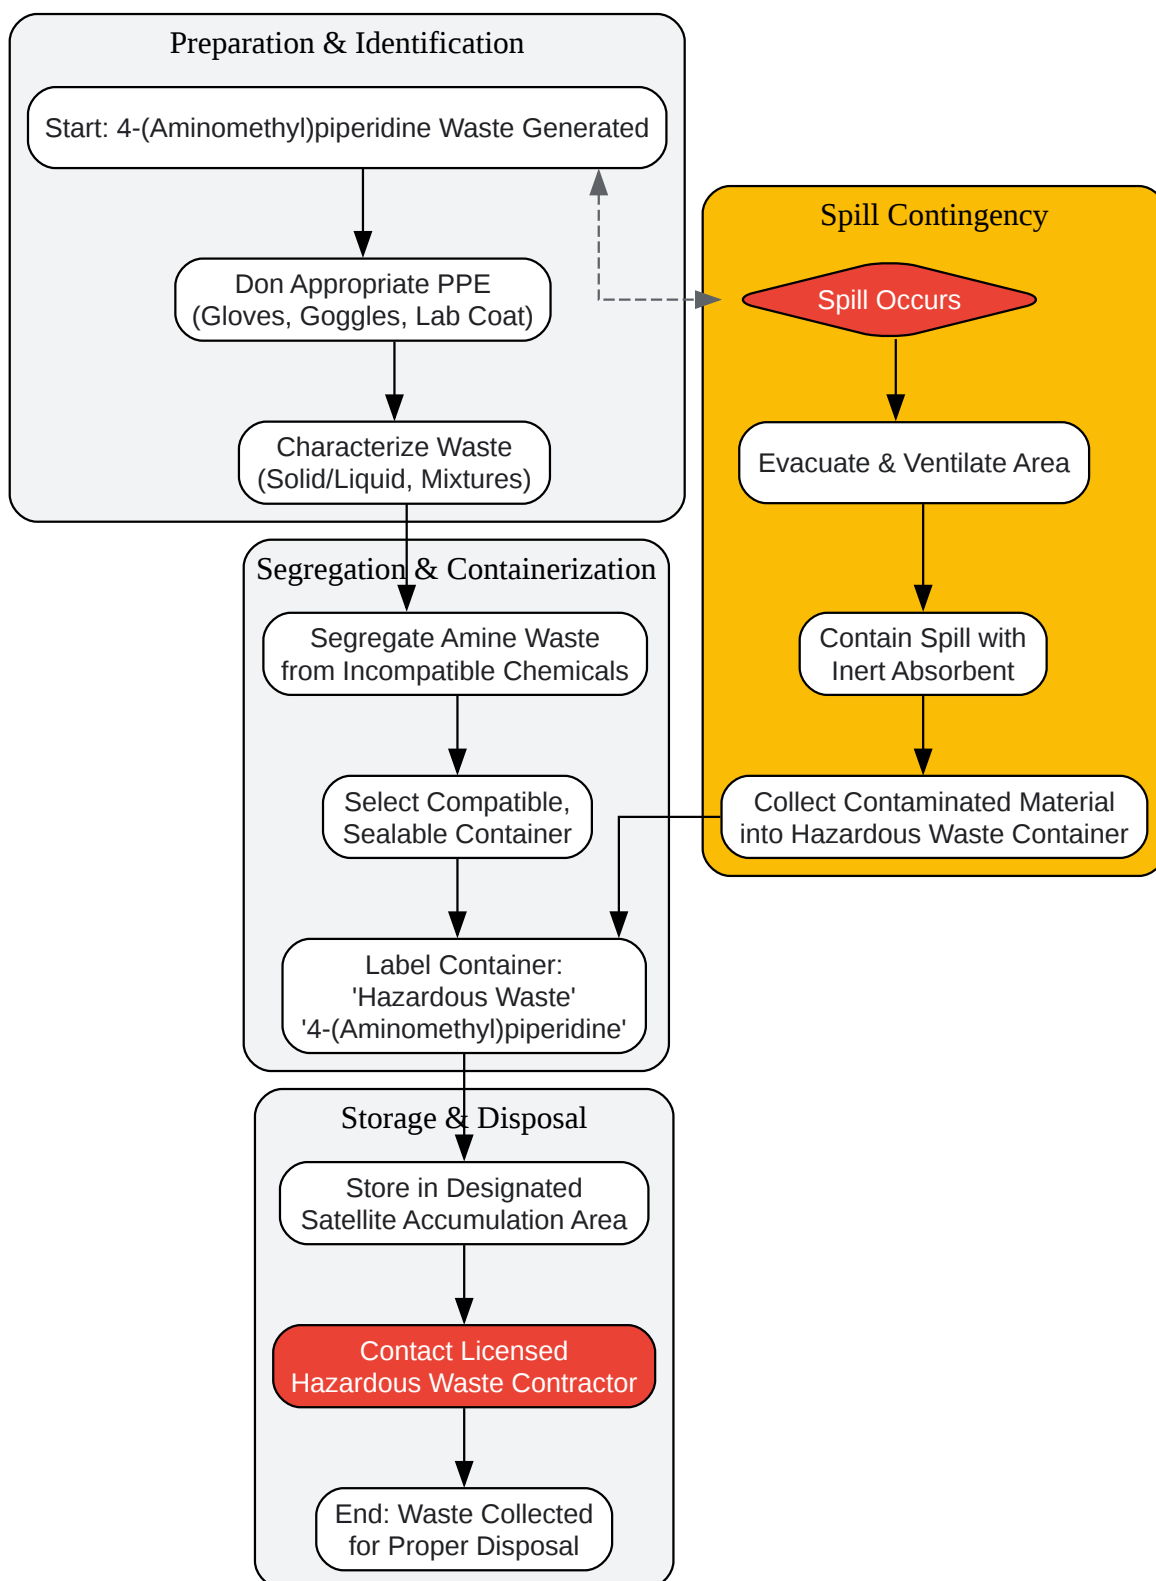 Preparation & Identification
Start: 4-(Aminomethyl)piperidine Waste Generated
Don Appropriate PPE
(Gloves, Goggles, Lab Coat)
Characterize Waste
(Solid/Liquid, Mixtures)
Segregation & Containerization
Segregate Amine Waste
from Incompatible Chemicals
Select Compatible,
Sealable Container
Label Container:
'Hazardous Waste'
'4-(Aminomethyl)piperidine'
Storage & Disposal
Store in Designated
Satellite Accumulation Area
Contact Licensed
Hazardous Waste Contractor
End: Waste Collected
for Proper Disposal
Spill Contingency
Spill Occurs
Evacuate & Ventilate Area
Contain Spill with
Inert Absorbent
Collect Contaminated Material
into Hazardous Waste Container